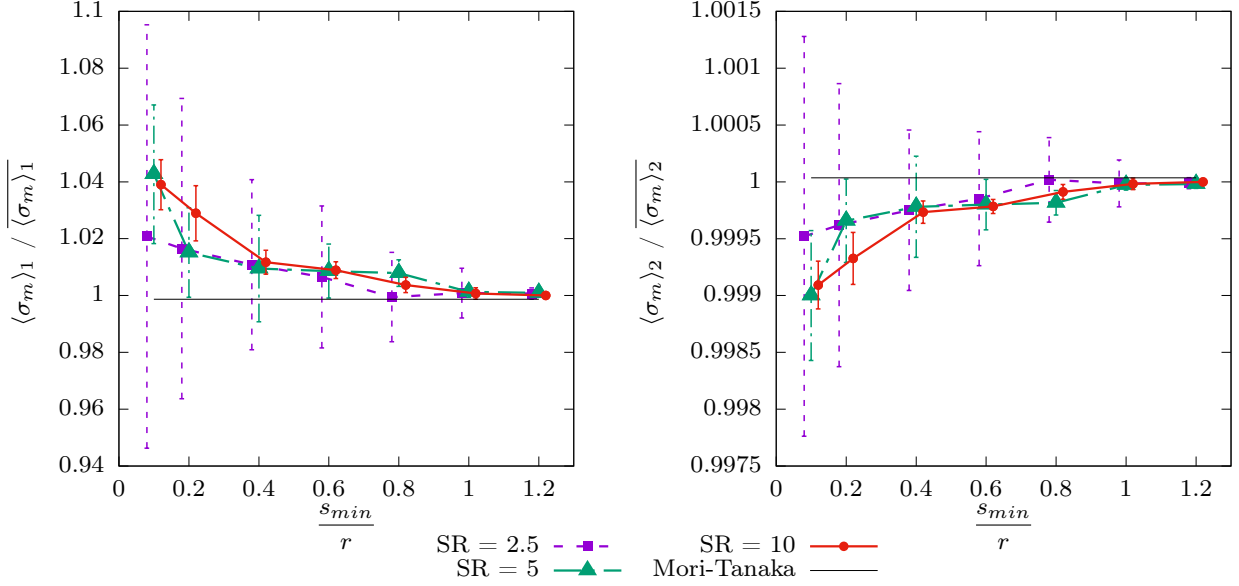 1.1
1.08
1.06
1.04
1.02
1
0.98
0.96
0.94
0 0.2 0.4 0.6 0.8 1 1.2
⟨σm⟩1 / ⟨σm⟩1
smin
r
1.0015
1.001
1.0005
1
0.9995
0.999
0.9985
0.998
0.9975
0 0.2 0.4 0.6 0.8 1 1.2
⟨σm⟩2 / ⟨σm⟩2
smin
r
SR = 2.5
SR = 5
SR = 10
Mori-Tanaka